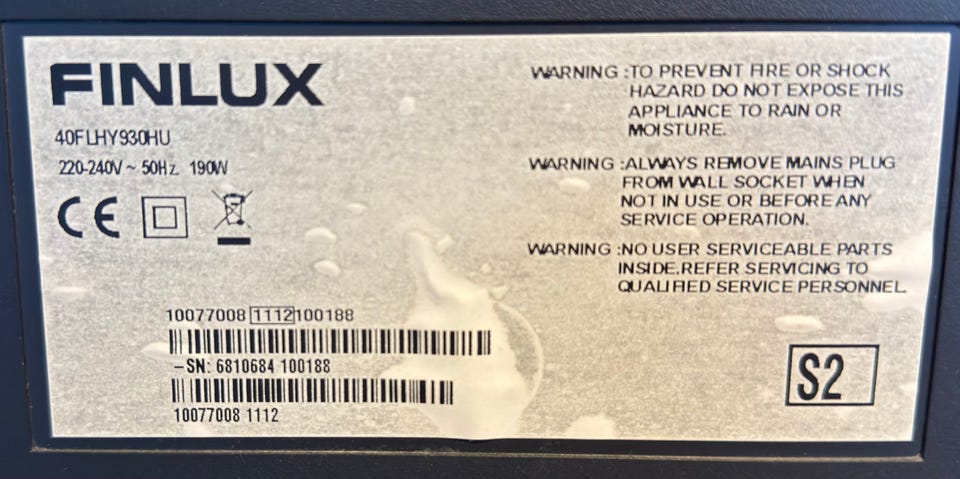 FINLUX
40FLHY930HU
220-240V ~ 50Hz. 190W
CE
WARNING :TO PREVENT FIRE OR SHOCK
HAZARD DO NOT EXPOSE THIS
APPLIANCE TO RAIN OR
MOISTURE.
WARNING :ALWAYS REMOVE MAINS PLUG
FROM WALL SOCKET WHEN
NOT IN USE OR BEFORE ANY
SERVICE OPERATION.
WARNING :NO USER SERVICEABLE PARTS
INSIDE.REFER SERVICING TO
QUALIFIED SERVICE PERSONNEL.
10077008 1112 100188
-SN: 6810684 100188
10077008 1112
S2